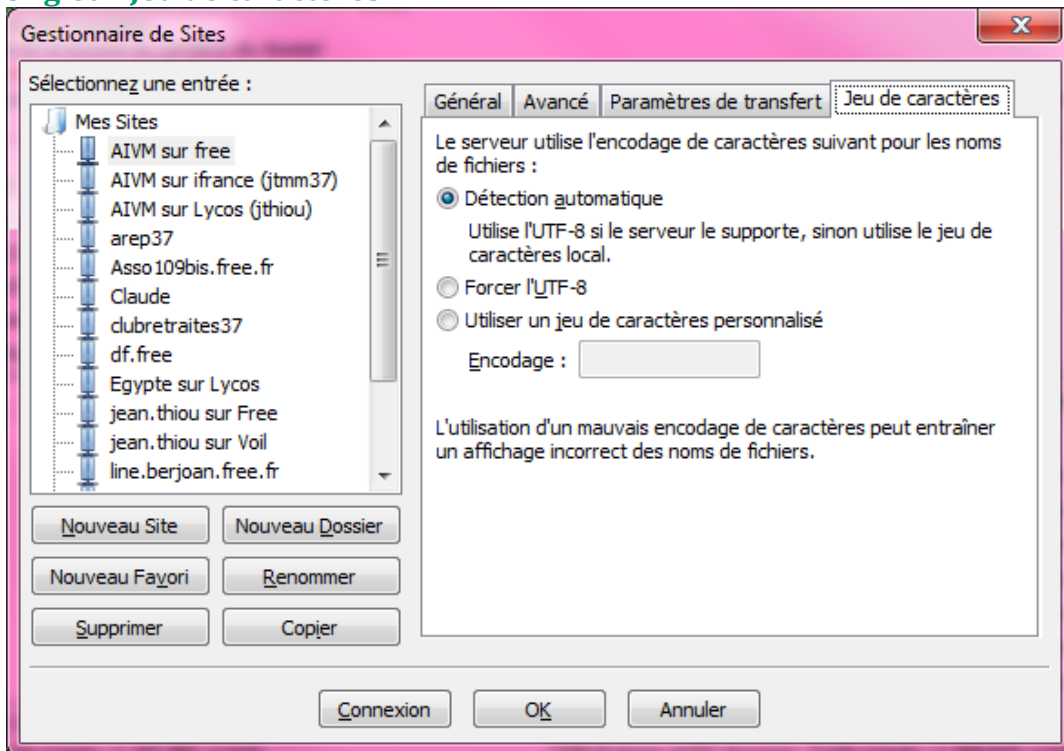 Gestionnaire de Sites
Sélectionnez une entrée :
Mes Sites
AIVM sur free
AIVM sur ifrance (jtmm37)
AIVM sur Lycos (jthiou)
arep37
Asso109bis.free.fr
Claude
clubretraites37
df.free
Egypte sur Lycos
jean.thiou sur Free
jean.thiou sur Voil
line.berjoan.free.fr
Nouveau Site
Nouveau Dossier
Nouveau Favori
Renommer
Supprimer
Copier
Général
Avancé
Paramètres de transfert
Jeu de caractères
Le serveur utilise l'encodage de caractères suivant pour les noms
de fichiers :
Détection automatique
Utilise l'UTF-8 si le serveur le supporte, sinon utilise le jeu de
caractères local.
Forcer l'UTF-8
Utiliser un jeu de caractères personnalisé
Encodage :
L'utilisation d'un mauvais encodage de caractères peut entraîner
un affichage incorrect des noms de fichiers.
Connexion
OK
Annuler